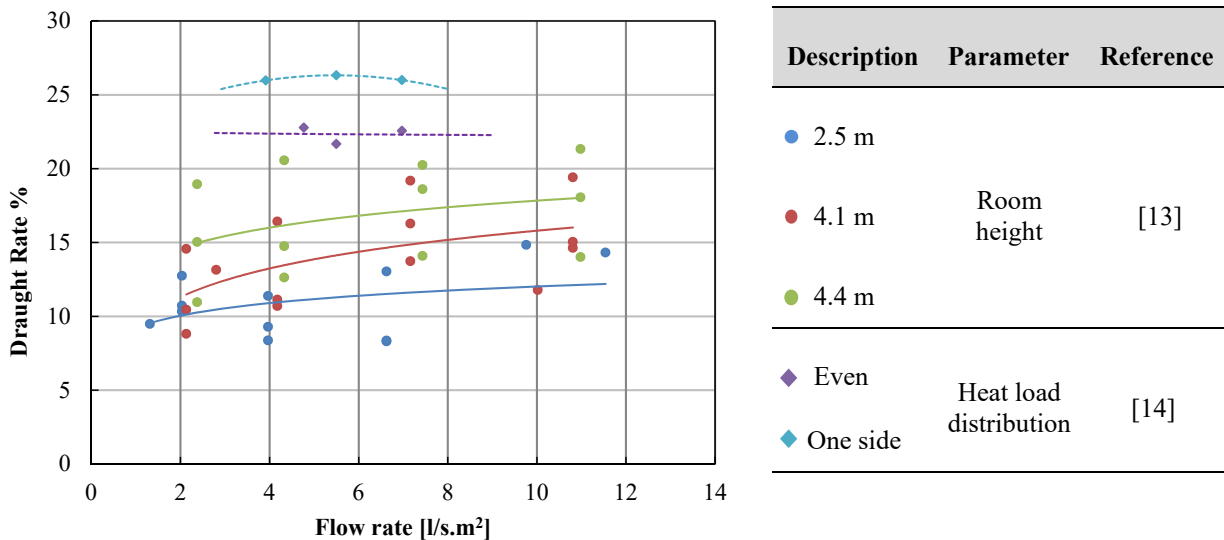 30
25
20
15
10
5
0
Draught Rate %
0 2 4 6 8 10 12 14
Flow rate [l/s.m²]
Description Parameter Reference
2.5 m
4.1 m
Room
height
[13]
4.4 m
Even
Heat load
distribution
[14]
One side